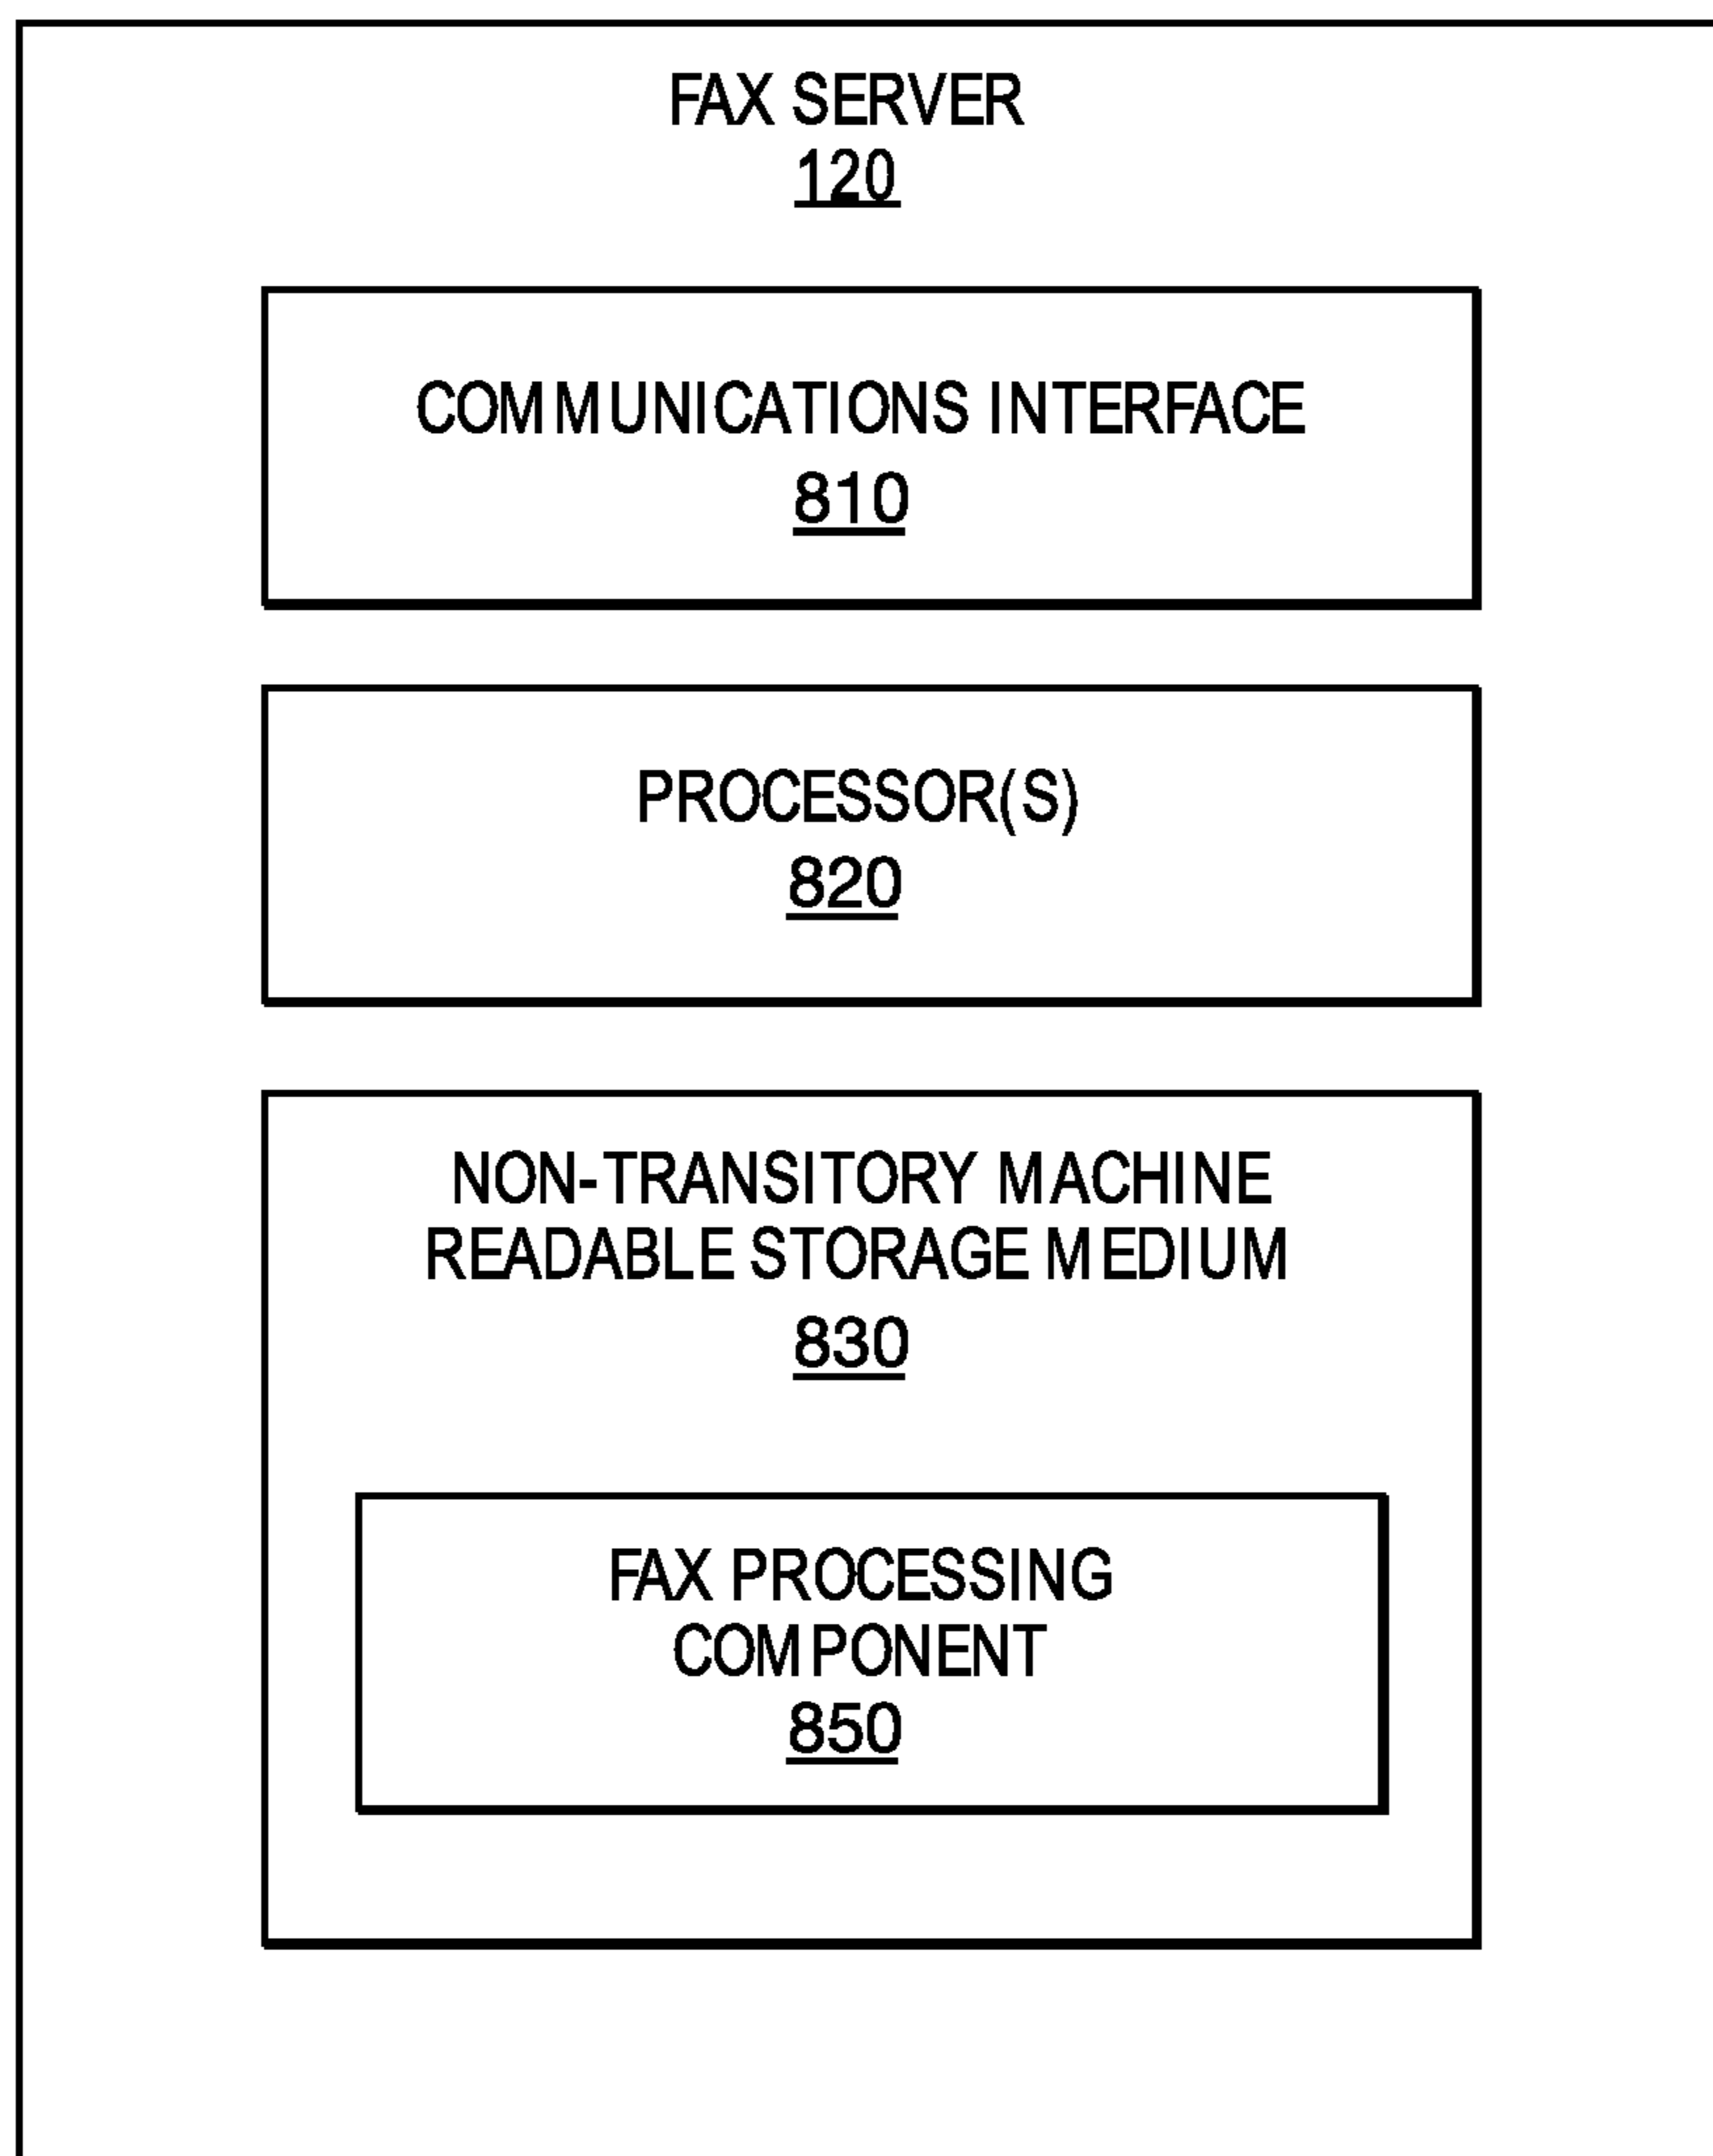 FAX SERVER
120
COMMUNICATIONS INTERFACE
810
PROCESSOR(S)
820
NON-TRANSITORY MACHINE
READABLE STORAGE MEDIUM
830
FAX PROCESSING
COMPONENT
850